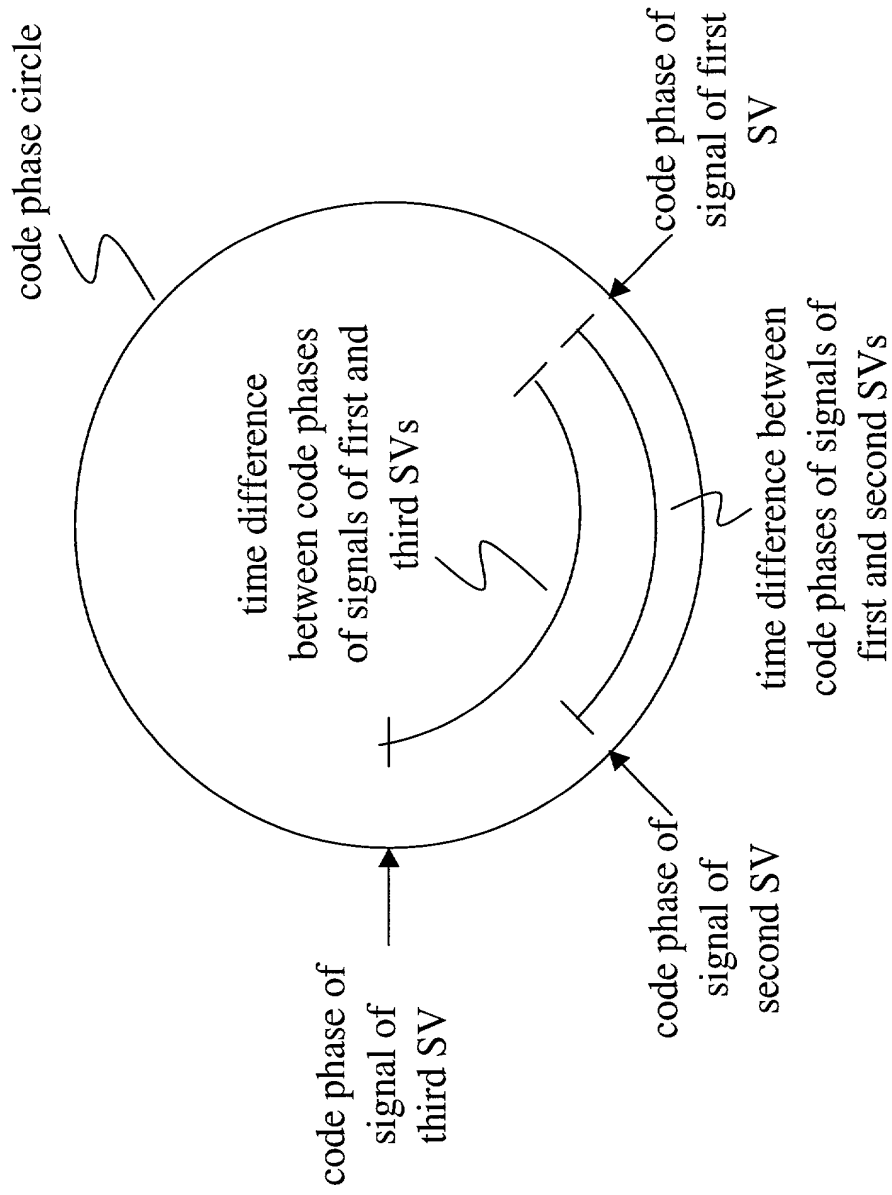 code phase circle
time difference
between code phases
of signals of first and
third SVs
code phase of
signal of
third SV
code phase of
signal of first
SV
code phase of
signal of
second SV
time difference between
code phases of signals of
first and second SVs